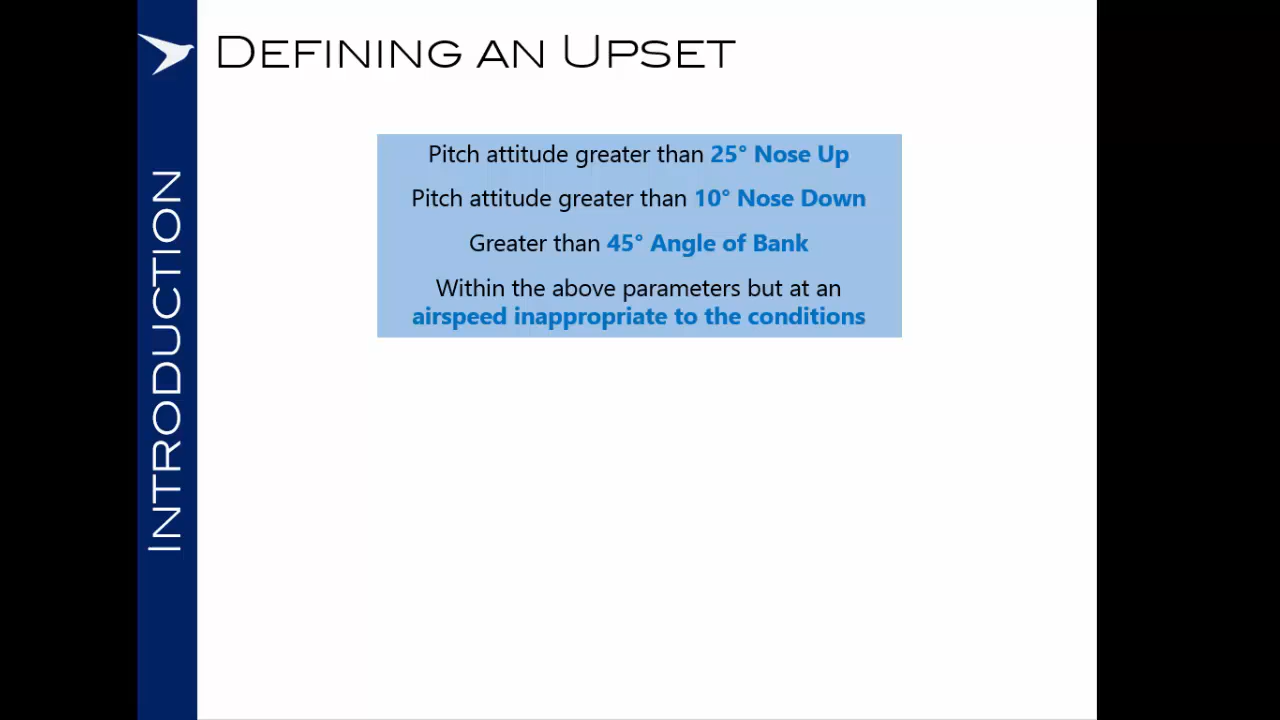 DEFINING AN UPSET
INTRODUCTION
Pitch attitude greater than 25° Nose Up
Pitch attitude greater than 10° Nose Down
Greater than 45° Angle of Bank
Within the above parameters but at an
airspeed inappropriate to the conditions